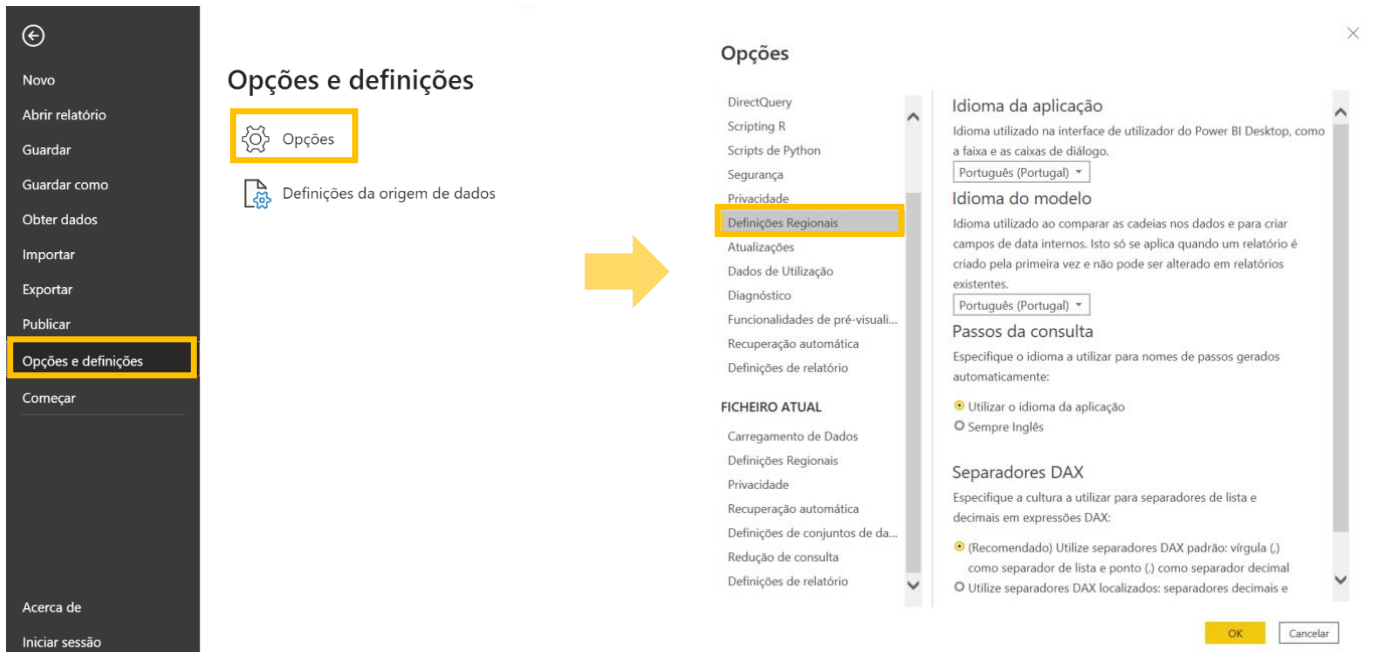 Novo
Abrir relatório
Guardar
Guardar como
Obter dados
Importar
Exportar
Publicar
Opções e definições
Começar
Acerca de
Iniciar sessão
Opções e definições
Opções
Definições da origem de dados
Opções
DirectQuery
Scripting R
Scripts de Python
Segurança
Privacidade
Definições Regionais
Atualizações
Dados de Utilização
Diagnóstico
Funcionalidades de pré-visuali...
Recuperação automática
Definições de relatório
FICHEIRO ATUAL
Carregamento de Dados
Definições Regionais
Privacidade
Recuperação automática
Definições de conjuntos de da...
Redução de consulta
Definições de relatório
Idioma da aplicação
Idioma utilizado na interface de utilizador do Power BI Desktop, como
a faixa e as caixas de diálogo.
Português (Portugal)
Idioma do modelo
Idioma utilizado ao comparar as cadeias nos dados e para criar
campos de data internos. Isto só se aplica quando um relatório é
criado pela primeira vez e não pode ser alterado em relatórios
existentes.
Português (Portugal)
Passos da consulta
Especifique o idioma a utilizar para nomes de passos gerados
automaticamente:
Utilizar o idioma da aplicação
Sempre Inglês
Separadores DAX
Especifique a cultura a utilizar para separadores de lista e
decimais em expressões DAX:
(Recomendado) Utilize separadores DAX padrão: vírgula (,)
como separador de lista e ponto (.) como separador decimal
Utilize separadores DAX localizados: separadores decimais e
OK
Cancelar